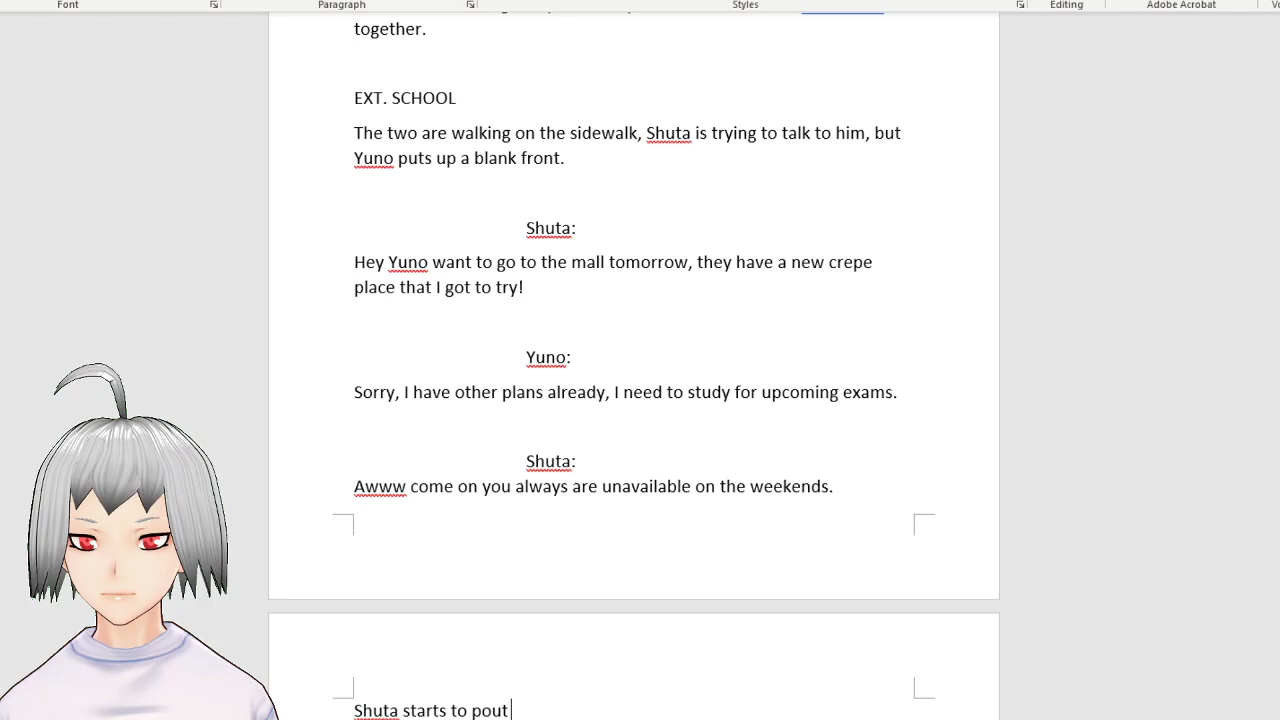 Font Paragraph Styles Editing Adobe Acrobat
together.
EXT. SCHOOL
The two are walking on the sidewalk, Shuta is trying to talk to him, but
Yuno puts up a blank front.
Shuta:
Hey Yuno want to go to the mall tomorrow, they have a new crepe
place that I got to try!
Yuno:
Sorry, I have other plans already, I need to study for upcoming exams.
Shuta:
Awww come on you always are unavailable on the weekends.
Shuta starts to pout